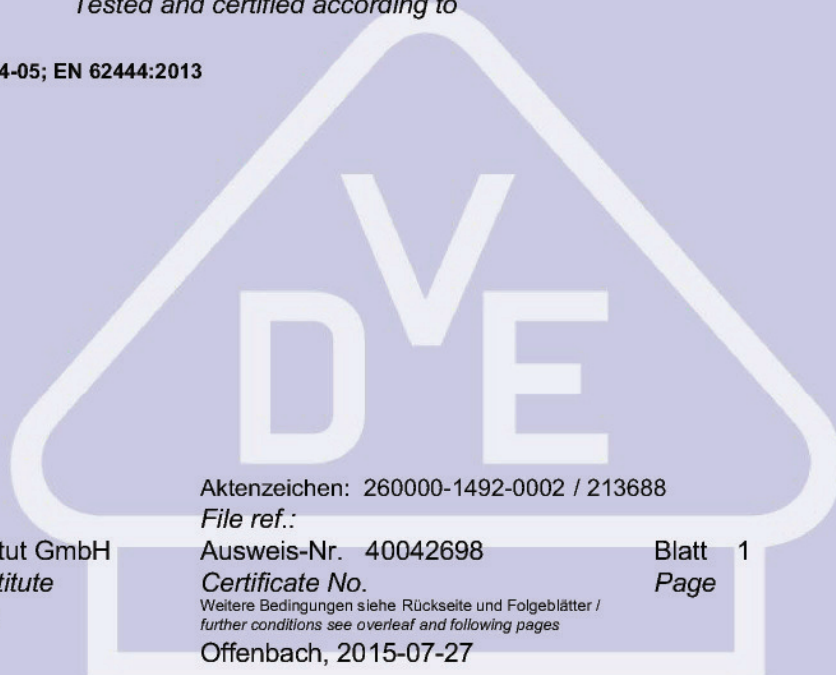 Tested and certified according to
4-05; EN 62444:2013
VDE
Aktenzeichen: 260000-1492-0002 / 213688
File ref.:
tut GmbH Ausweis-Nr. 40042698 Blatt 1
titute Certificate No. Page
Weitere Bedingungen siehe Rückseite und Folgeblätter /
further conditions see overleaf and following pages
Offenbach, 2015-07-27